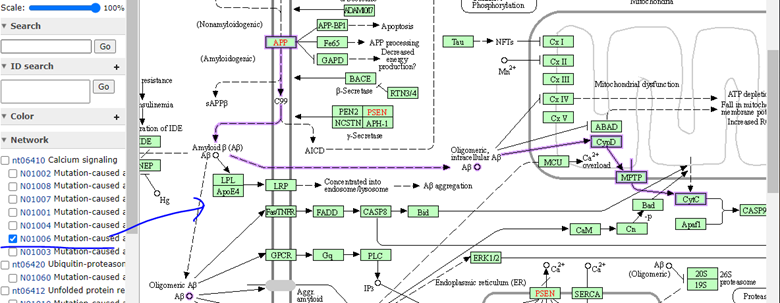 Scale: 100%
Search
Go
ID search
Go
Color
Network
nt06410 Calcium signaling
N01002 Mutation-caused a
N01008 Mutation-caused a
N01007 Mutation-caused a
N01001 Mutation-caused a
N01004 Mutation-caused a
N01006 Mutation-caused a
N01003 Mutation-caused a
nt06420 Ubiquitin-proteason
N01060 Mutation-caused a
nt06412 Unfolded protein re
resistance
nsulinemia
ration of IDE
IDE
NEP
Hg
(Nonamyloidogenic)
(Amyloidogenic)
sAPPβ
APP
ADAM10/17
APP-BP1
Apoptosis
Fe65
APP processing
GAPD
Decreased
energy
production?
BACE
β-Secretase
RTN3/4
C99
PEN2
PSEN
NCSTN
APH-1
γ-Secretase
AICD
Amyloid β (Aβ)
Aβ
LPL
ApoE4
LRP
Concentrated into
endosome/lysosome
Aβ aggregation
Oligomeric,
intracellular Aβ
Aβ
Fas/TNFR
FADD
CASP8
Bid
GPCR
Gq
PLC
IP₃
Oligomeric Aβ
Aβ
Aggr.
amyloid
Phosphorylation
Mitochondria
Tau
NFTs
Mn²⁺
Cx I
Cx II
Cx III
Cx IV
Cx V
Mitochondrial dysfunction
ATP depletio
Fall in mitoch
membrane pot
Increased R
ABAD
CypD
MCU
Ca²⁺
overload
MPTP
CytC
Bad
-p
CaM
Cn
Apaf1
CASP9
ERK1/2
Endoplasmic reticulum (ER)
Ca²⁺
Ca²⁺
PSEN
SERCA
Aβ
(Oligomeric)
20S
19S
26S
proteasome